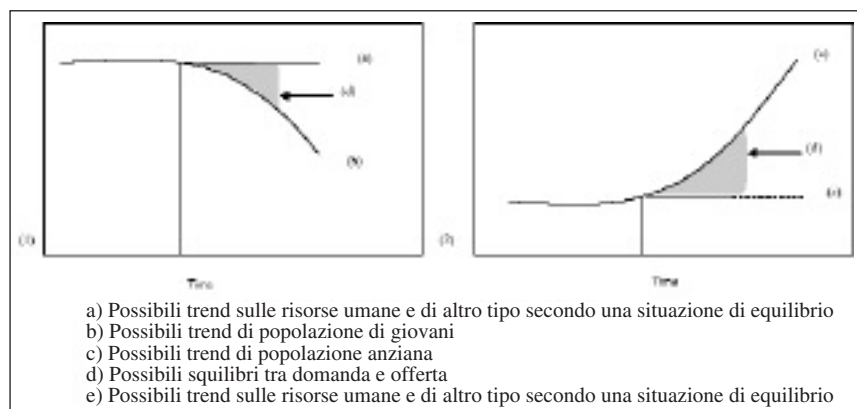 (a)
(d)
(b)
(1)
Time
(c)
(d)
(2)
Time
a) Possibili trend sulle risorse umane e di altro tipo secondo una situazione di equilibrio
b) Possibili trend di popolazione di giovani
c) Possibili trend di popolazione anziana
d) Possibili squilibri tra domanda e offerta
e) Possibili trend sulle risorse umane e di altro tipo secondo una situazione di equilibrio